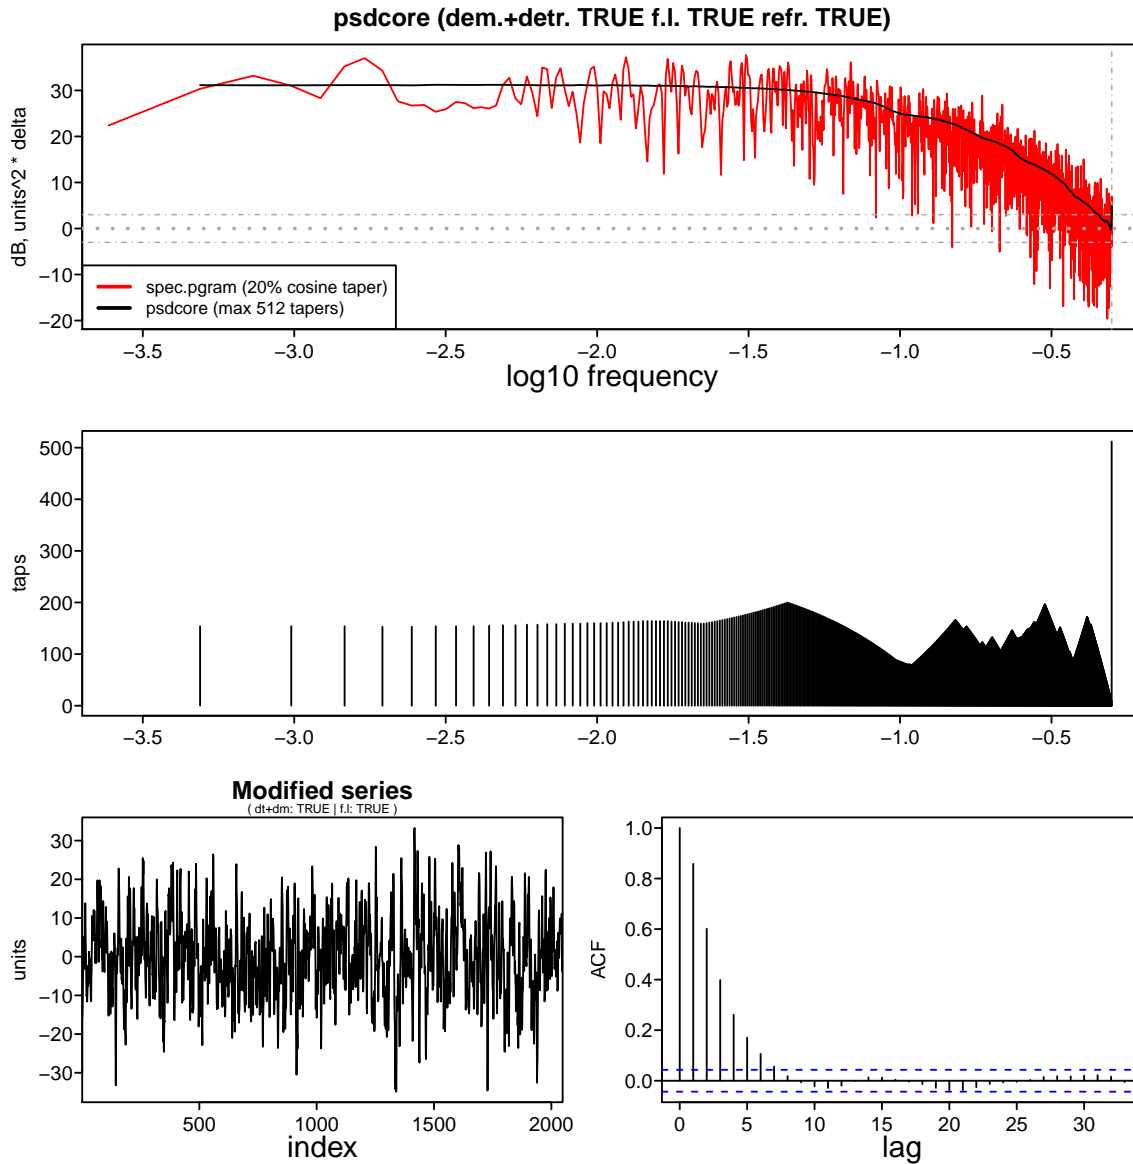 psdcore (dem.+detr. TRUE f.l. TRUE refr. TRUE)
dB, units^2 * delta
30
20
10
0
−10
−20
spec.pgram (20% cosine taper)
psdcore (max 512 tapers)
−3.5 −3.0 −2.5 −2.0 −1.5 −1.0 −0.5
log10 frequency
taps
500
400
300
200
100
0
−3.5 −3.0 −2.5 −2.0 −1.5 −1.0 −0.5
Modified series
( dt+dm: TRUE | f.l: TRUE )
units
30
20
10
0
−10
−20
−30
500 1000 1500 2000
index
ACF
1.0
0.8
0.6
0.4
0.2
0.0
0 5 10 15 20 25 30
lag